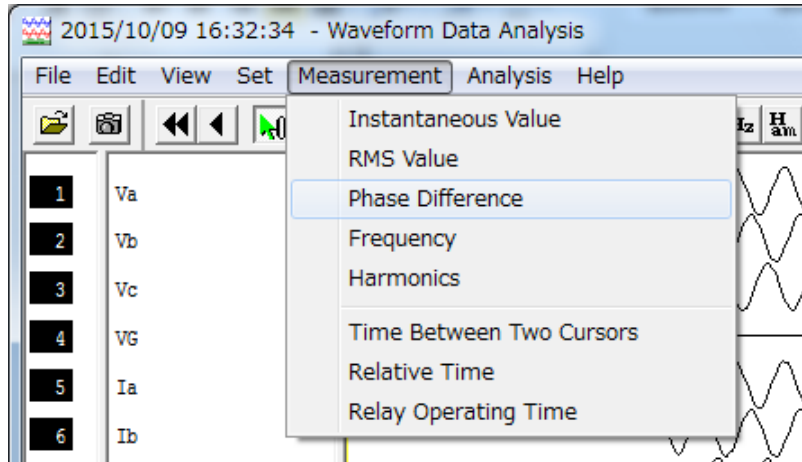 2015/10/09 16:32:34 - Waveform Data Analysis
File Edit View Set Measurement Analysis Help
Instantaneous Value
RMS Value
Phase Difference
Frequency
Harmonics
Time Between Two Cursors
Relative Time
Relay Operating Time
Ham
1 Va
2 Vb
3 Vc
4 VG
5 Ia
6 Ib